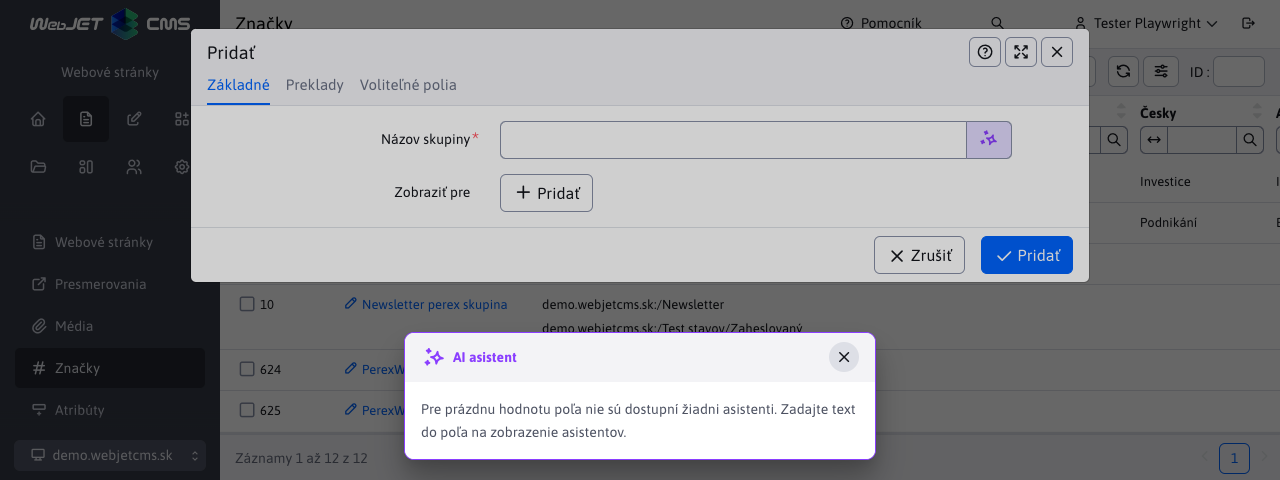 WebJET CMS
Značky
Pomocník
Tester Playwright
Webové stránky
Pridať
Základné
Preklady
Voliteľné polia
ID :
Názov skupiny*
Zobraziť pre
Pridať
Zrušiť
Pridať
Česky
Investice
Podnikání
Webové stránky
Presmerovania
Média
Značky
Atribúty
demo.webjetcms.sk
10
Newsletter perex skupina
demo.webjetcms.sk:/Newsletter
demo.webjetcms.sk:/Test stavov/Zaheslovaný
624
PerexW
625
PerexW
AI asistent
Pre prázdnu hodnotu poľa nie sú dostupní žiadni asistenti. Zadajte text
do poľa na zobrazenie asistentov.
Záznamy 1 až 12 z 12
1